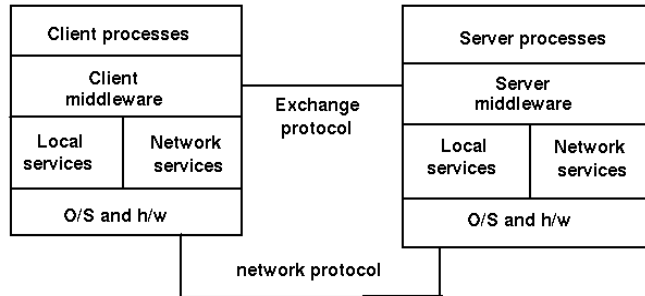 Client processes
Client
middleware
Local
services
Network
services
O/S and h/w
Exchange
protocol
network protocol
Server processes
Server
middleware
Local
services
Network
services
O/S and h/w